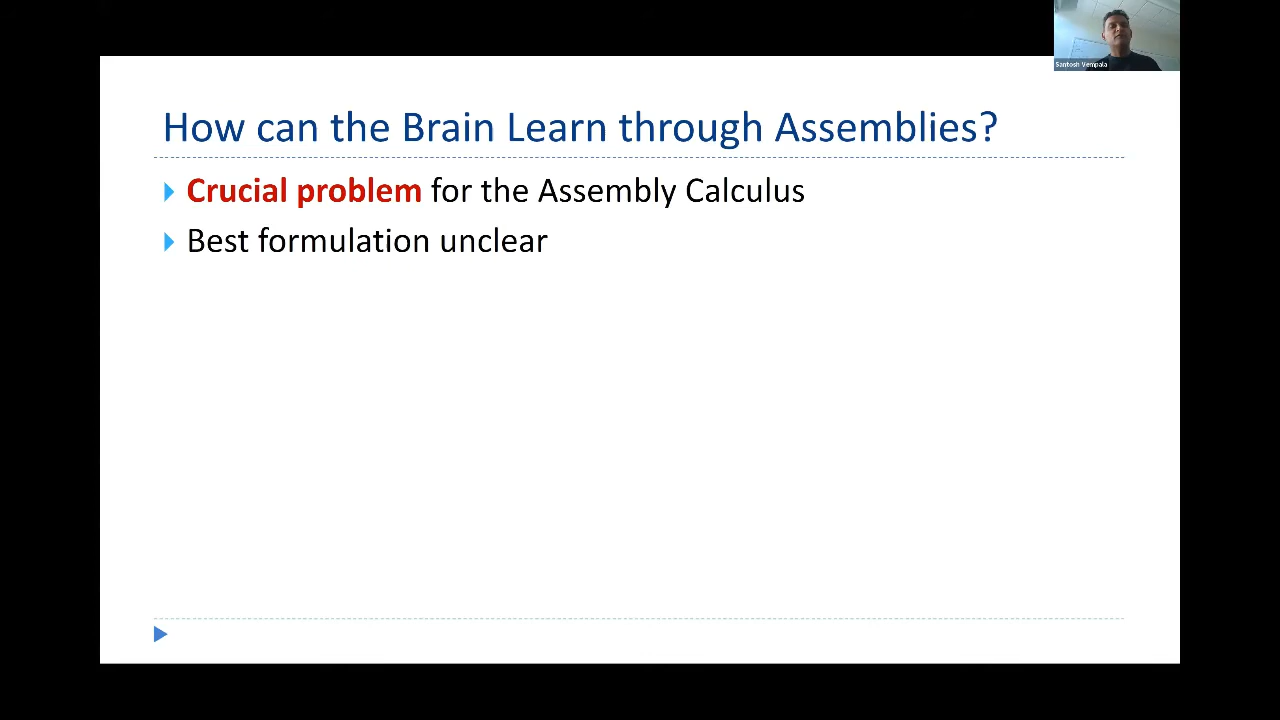 Santosh Vempala
How can the Brain Learn through Assemblies?
Crucial problem for the Assembly Calculus
Best formulation unclear